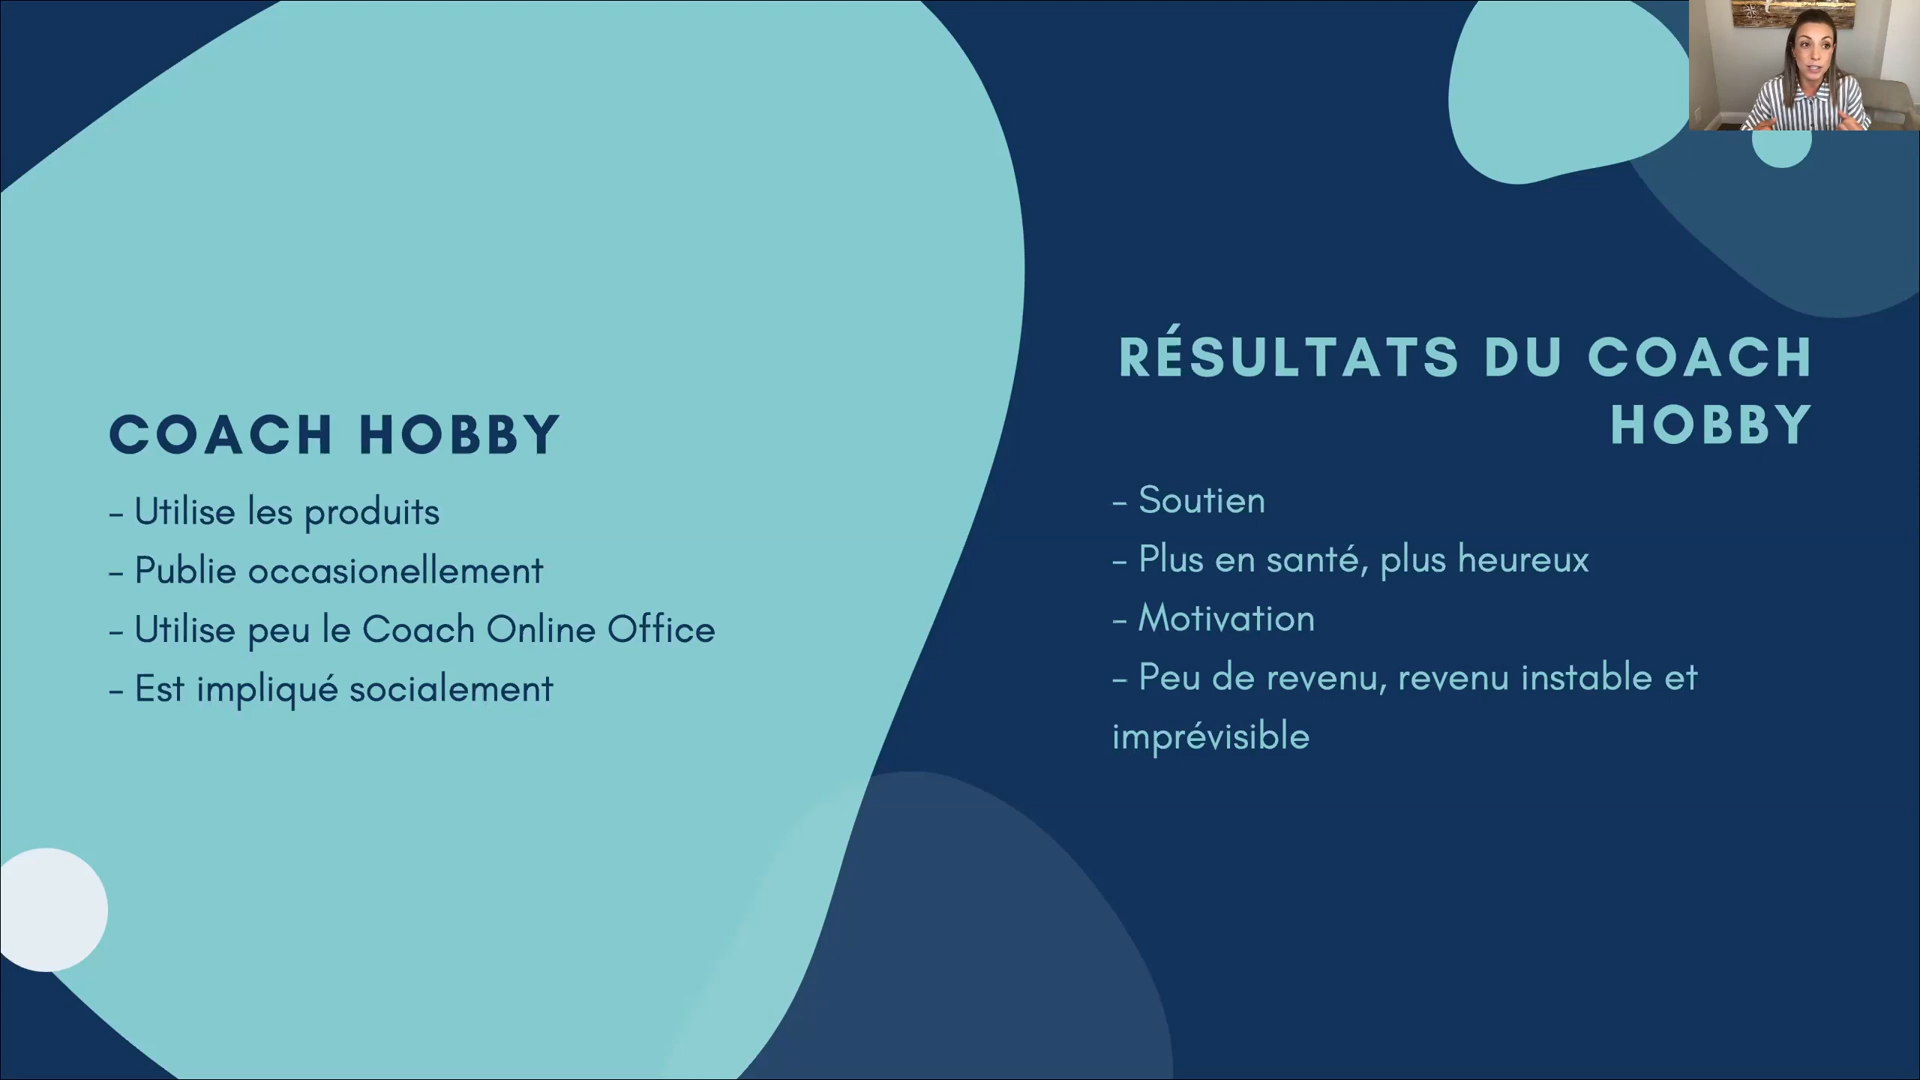 COACH HOBBY
- Utilise les produits
- Publie occasionellement
- Utilise peu le Coach Online Office
- Est impliqué socialement
RÉSULTATS DU COACH
HOBBY
- Soutien
- Plus en santé, plus heureux
- Motivation
- Peu de revenu, revenu instable et
imprévisible